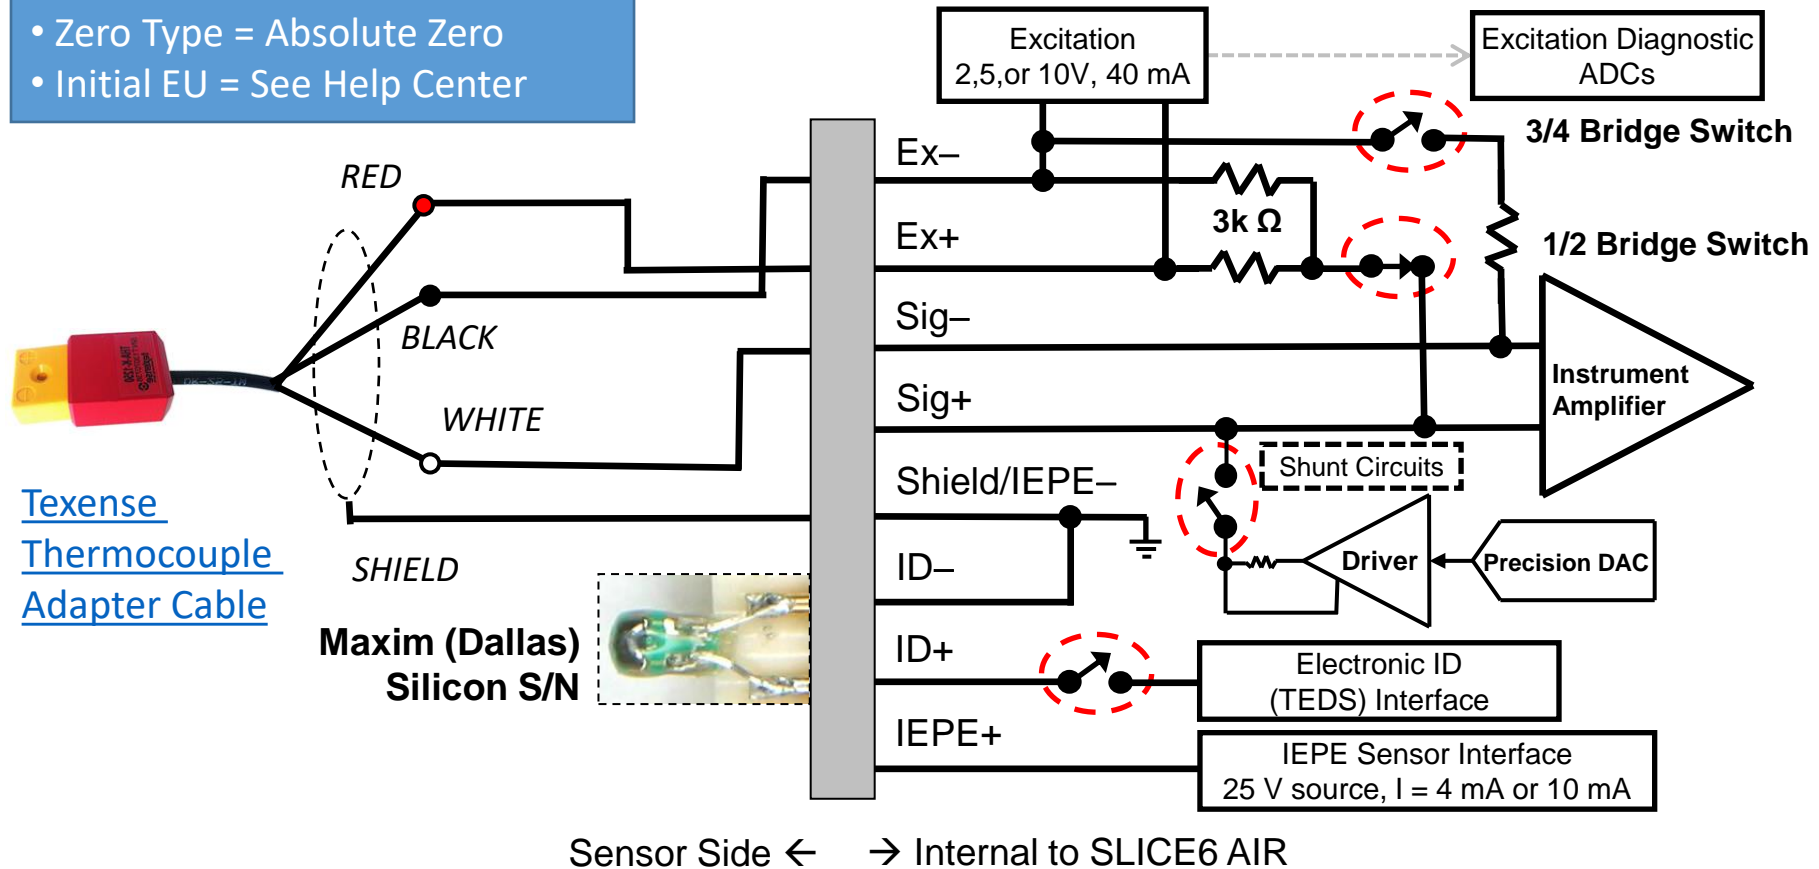 • Zero Type = Absolute Zero
• Initial EU = See Help Center
Excitation
2,5,or 10V, 40 mA
Excitation Diagnostic
ADCs
3/4 Bridge Switch
RED
Ex–
3k Ω
Ex+
1/2 Bridge Switch
BLACK
Sig–
Instrument
Amplifier
WHITE
Sig+
Shunt Circuits
Shield/IEPE–
Texense
Thermocouple
Adapter Cable
SHIELD
ID–
Driver
Precision DAC
Maxim (Dallas)
Silicon S/N
ID+
Electronic ID
(TEDS) Interface
IEPE+
IEPE Sensor Interface
25 V source, I = 4 mA or 10 mA
Sensor Side ← → Internal to SLICE6 AIR